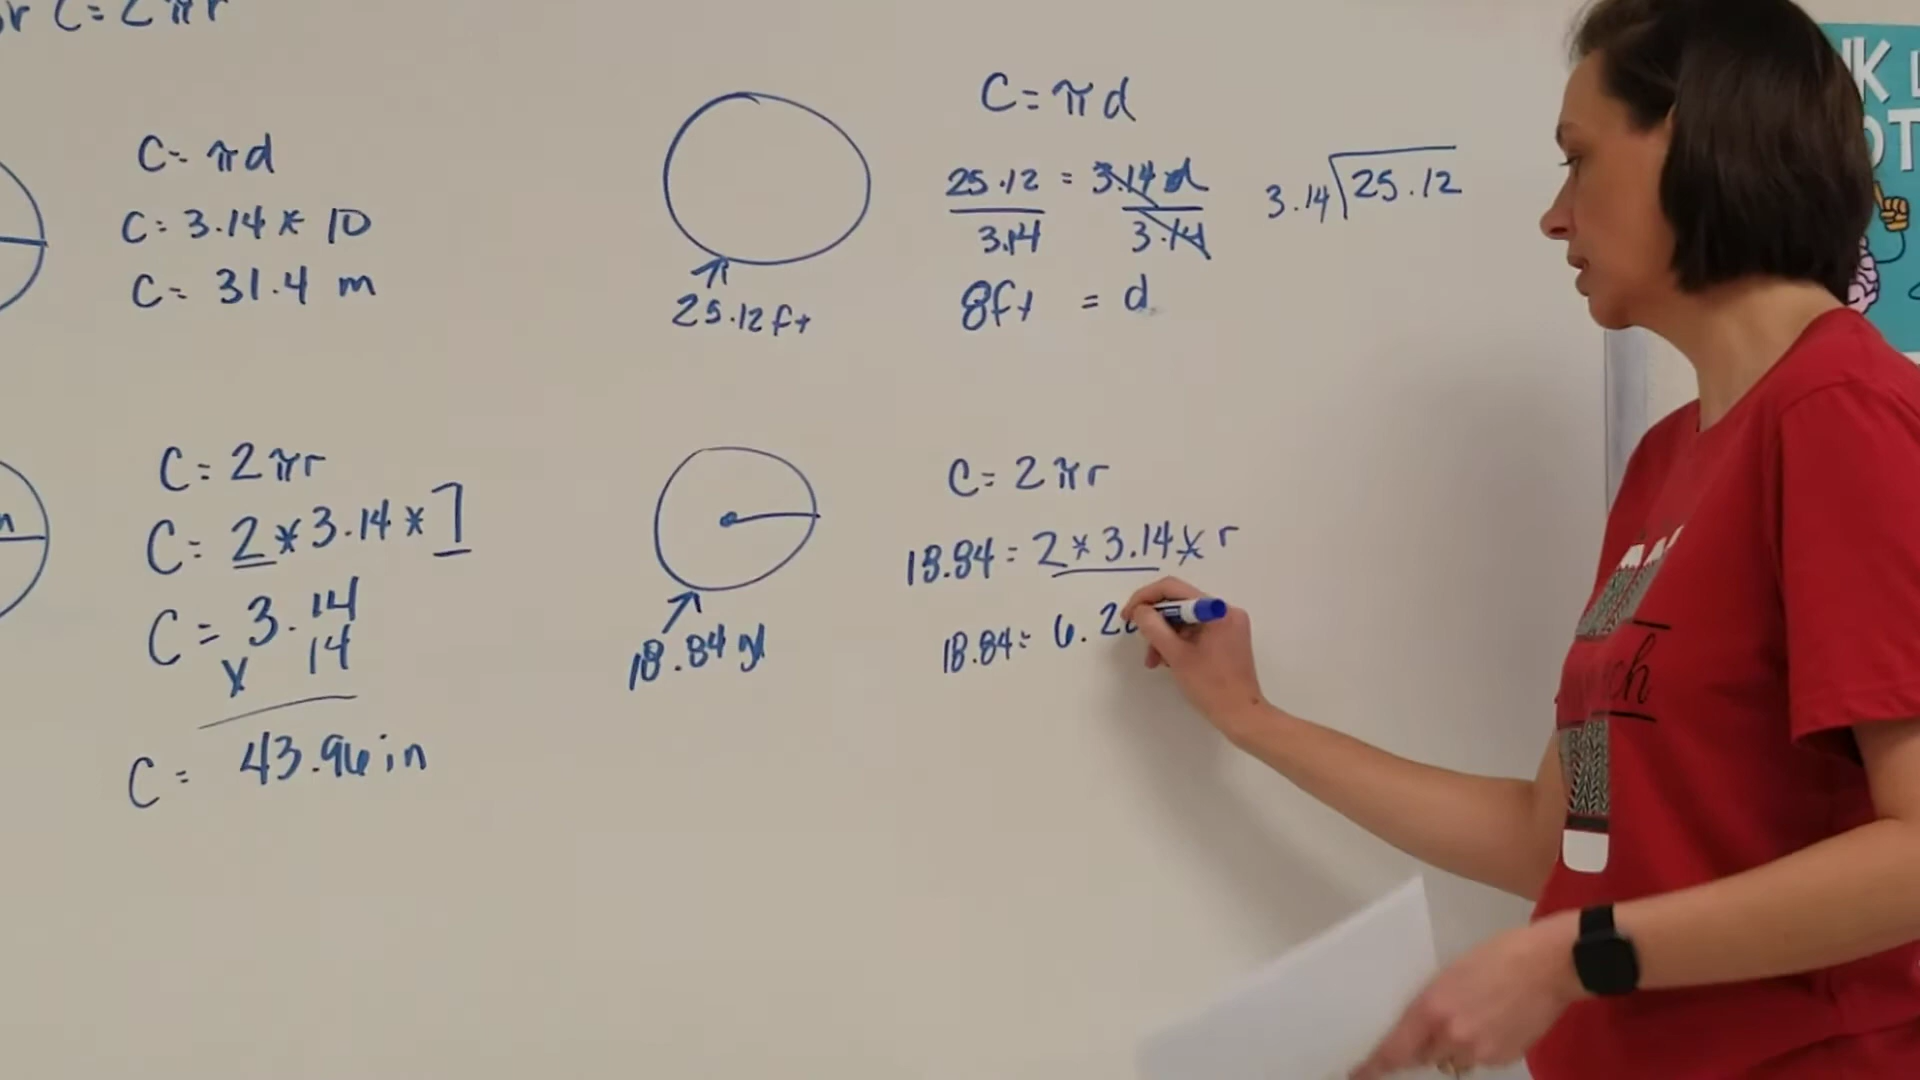 C = 2πr
C = πd
C = 3.14 * 10
C = 31.4 m
C = 2πr
C = 2 * 3.14 * 7
C = 3.14
x 14
C = 43.96 in
25.12 ft
C = πd
25.12 = 3.14 d
3.14 3.14
8ft = d
3.14 25.12
18.84 yd
C = 2πr
18.84 = 2 * 3.14 * r
18.84 = 6.2